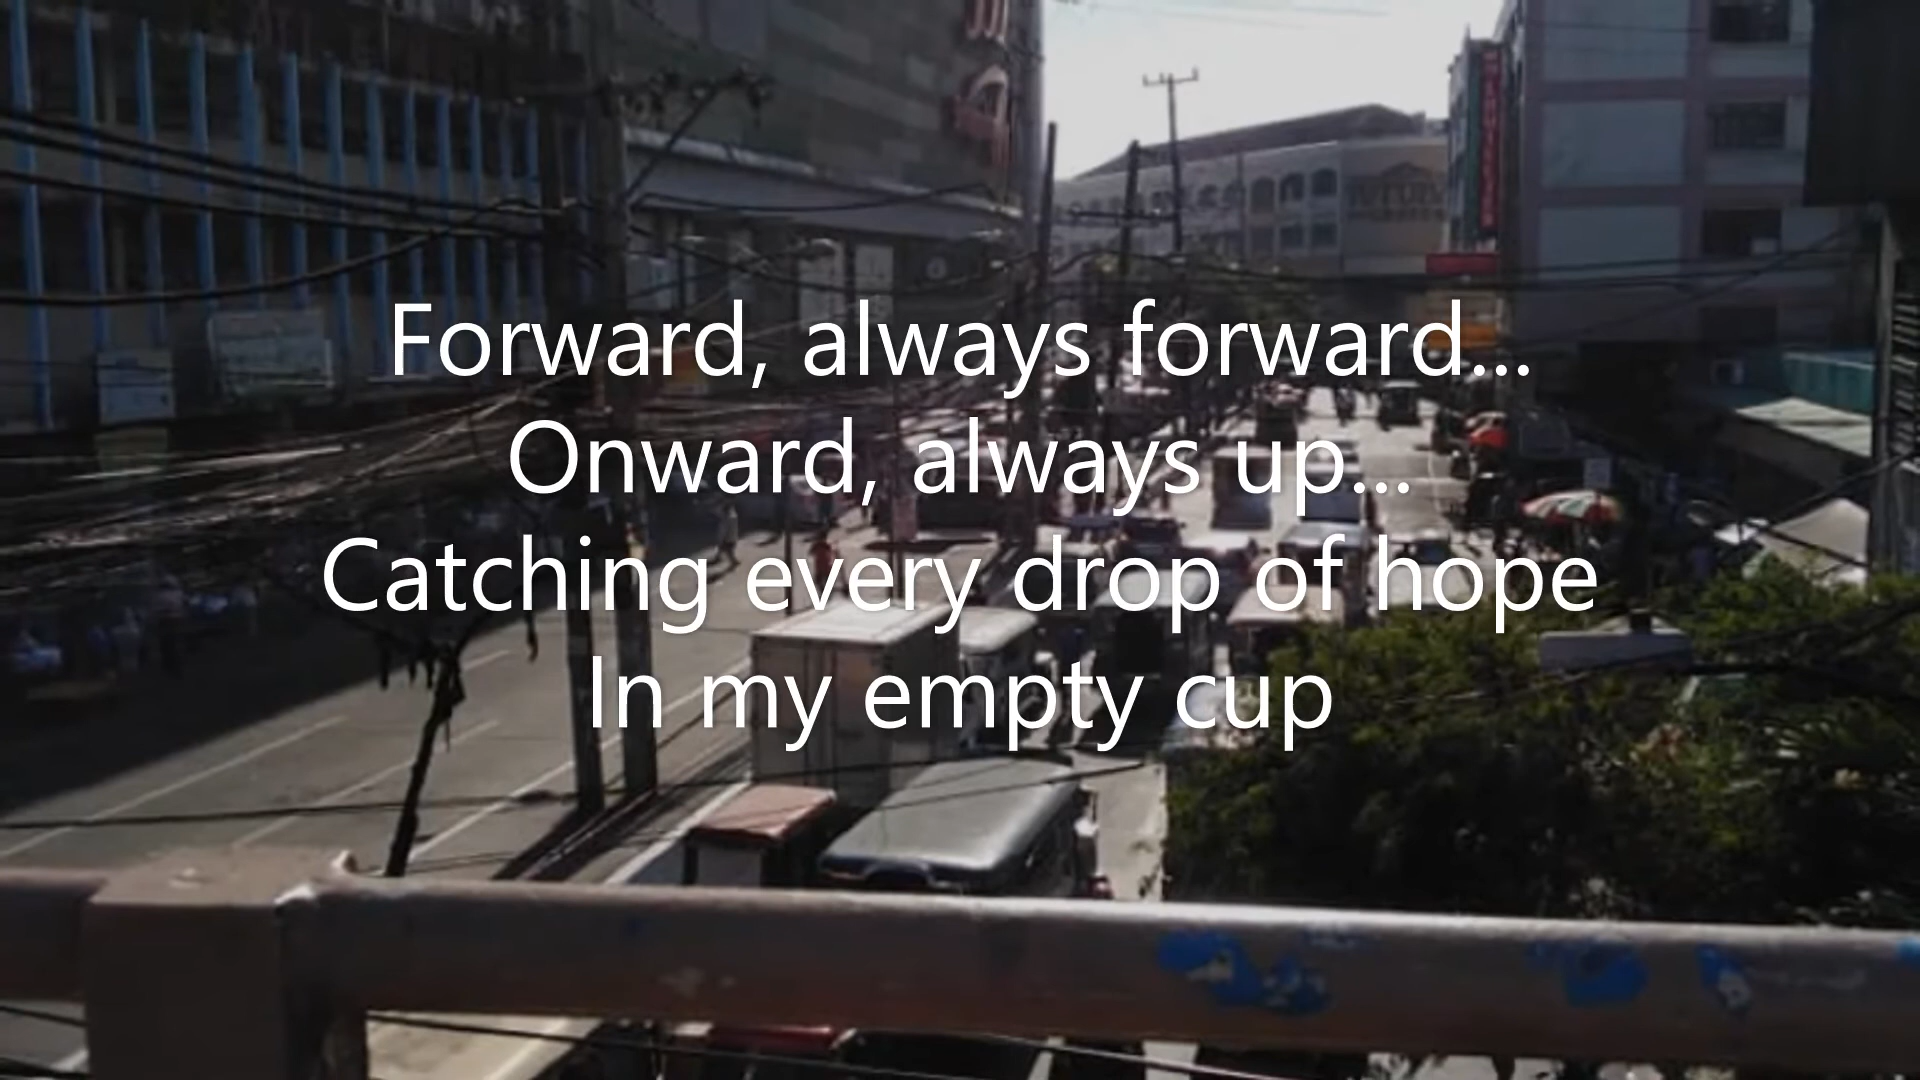 Forward, always forward...
Onward, always up...
Catching every drop of hope
In my empty cup